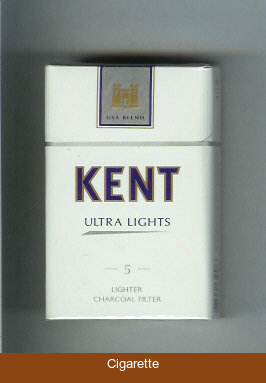 USA BLEND
KENT
ULTRA LIGHTS
5
LIGHTER
CHARCOAL FILTER
Cigarette